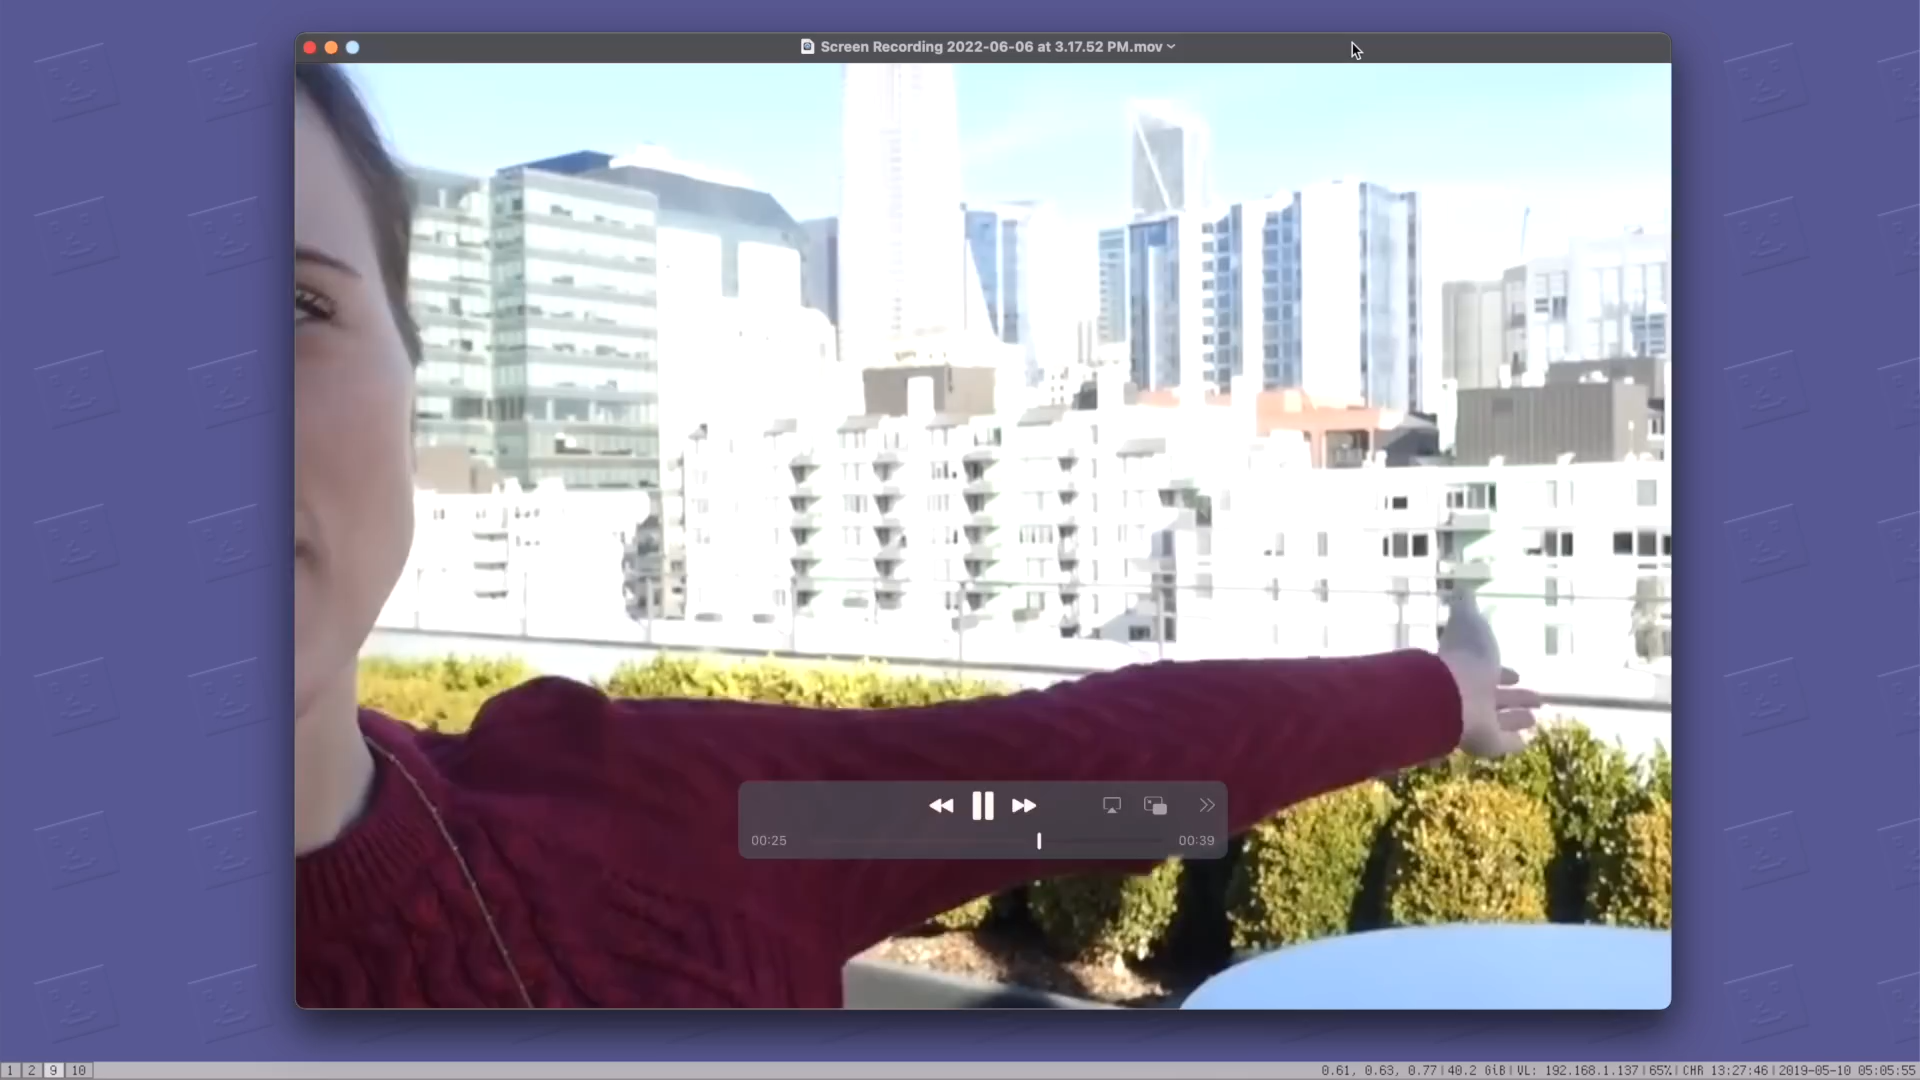 Screen Recording 2022-06-06 at 3.17.52 PM.mov
00:25
00:39
1 2 9 10
0.61, 0.63, 0.77|40.2 GiB|VL: 192.168.1.137|65%|CHR 13:27:46|2019-05-10 05:05:55